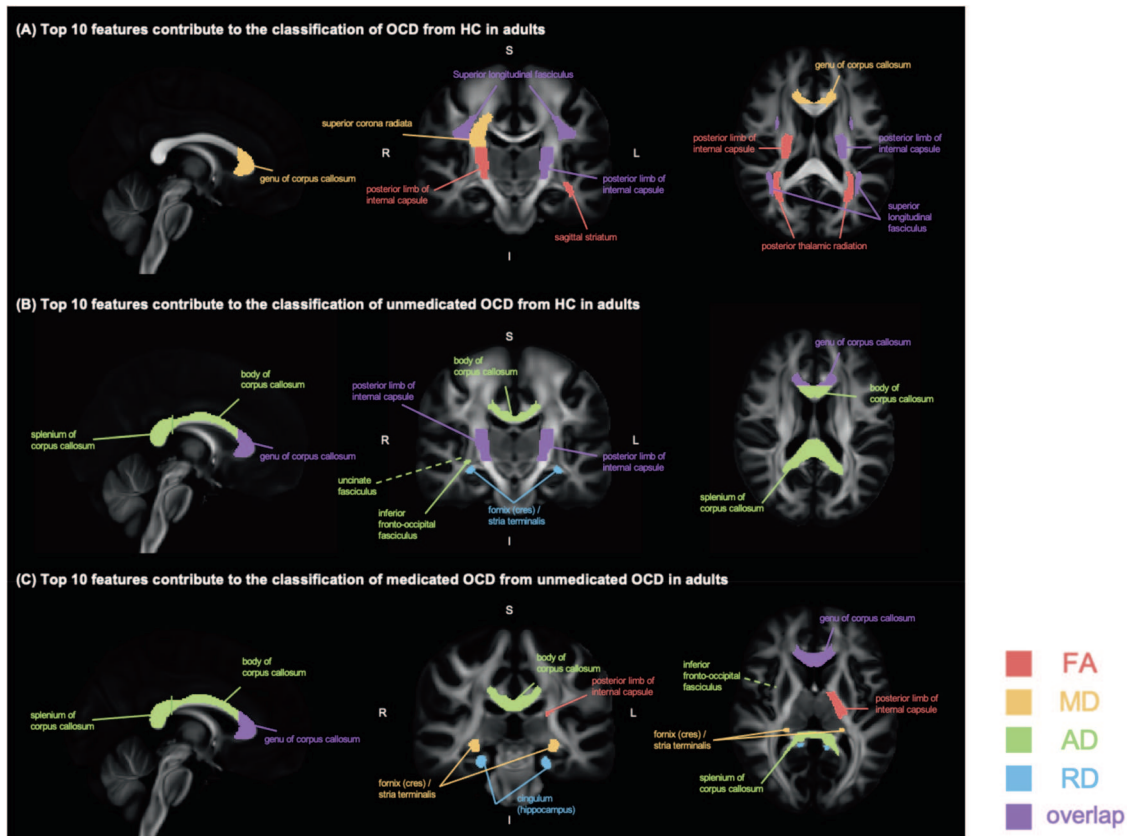 (A) Top 10 features contribute to the classification of OCD from HC in adults
S
Superior longitudinal fasciculus
genu of corpus callosum
superior corona radiata
R
L
posterior limb of
internal capsule
posterior limb of
internal capsule
genu of corpus callosum
posterior limb of
internal capsule
posterior limb of
internal capsule
superior
longitudinal
fasciculus
sagittal striatum
posterior thalamic radiation
I
(B) Top 10 features contribute to the classification of unmedicated OCD from HC in adults
S
genu of corpus callosum
body of
corpus callosum
body of
corpus callosum
posterior limb of
internal capsule
body of
corpus callosum
splenium of
corpus callosum
R
L
genu of corpus callosum
posterior limb of
internal capsule
uncinate
fasciculus
splenium of
corpus callosum
inferior
fronto-occipital
fasciculus
fornix (cres) /
stria terminalis
I
(C) Top 10 features contribute to the classification of medicated OCD from unmedicated OCD in adults
S
genu of corpus callosum
body of
corpus callosum
body of
corpus callosum
inferior
fronto-occipital
fasciculus
posterior limb of
internal capsule
R
L
splenium of
corpus callosum
posterior limb of
internal capsule
genu of corpus callosum
fornix (cres) /
stria terminalis
fornix (cres) /
stria terminalis
cingulum
(hippocampus)
splenium of
corpus callosum
I
FA
MD
AD
RD
overlap